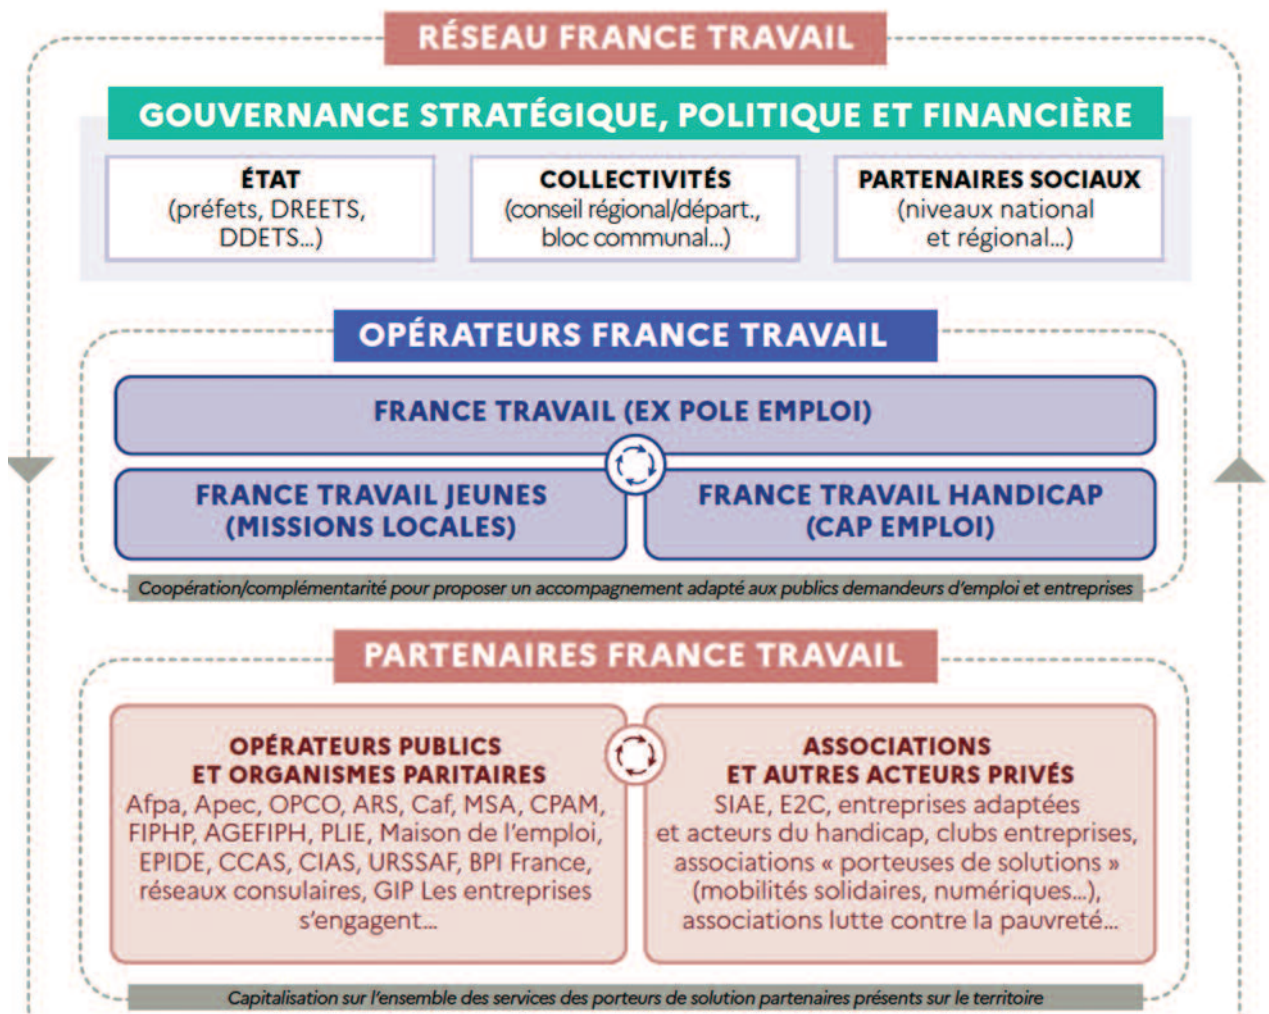 RÉSEAU FRANCE TRAVAIL
GOUVERNANCE STRATÉGIQUE, POLITIQUE ET FINANCIÈRE
ÉTAT
(préfets, DREETS,
DDETS...)
COLLECTIVITÉS
(conseil régional/départ.,
bloc communal...)
PARTENAIRES SOCIAUX
(niveaux national
et régional...)
OPÉRATEURS FRANCE TRAVAIL
FRANCE TRAVAIL (EX POLE EMPLOI)
FRANCE TRAVAIL JEUNES
(MISSIONS LOCALES)
FRANCE TRAVAIL HANDICAP
(CAP EMPLOI)
Coopération/complémentarité pour proposer un accompagnement adapté aux publics demandeurs d'emploi et entreprises
PARTENAIRES FRANCE TRAVAIL
OPÉRATEURS PUBLICS
ET ORGANISMES PARITAIRES
Afpa, Apec, OPCO, ARS, Caf, MSA, CPAM,
FIPHP, AGEFIPH, PLIE, Maison de l'emploi,
EPIDE, CCAS, CIAS, URSSAF, BPI France,
réseaux consulaires, GIP Les entreprises
s'engagent...
ASSOCIATIONS
ET AUTRES ACTEURS PRIVÉS
SIAE, E2C, entreprises adaptées
et acteurs du handicap, clubs entreprises,
associations « porteuses de solutions »
(mobilités solidaires, numériques...),
associations lutte contre la pauvreté...
Capitalisation sur l'ensemble des services des porteurs de solution partenaires présents sur le territoire